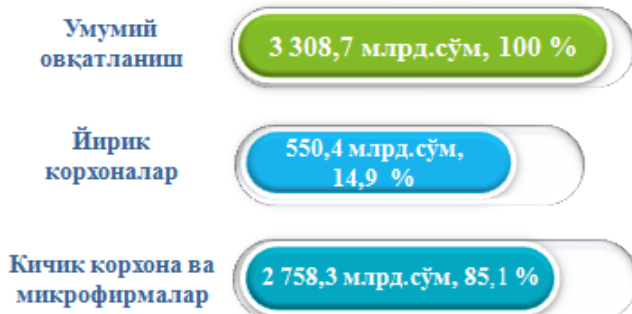 Умумий
овқатланиш
3 308,7 млрд.сўм, 100 %
Йирик
корхоналар
550,4 млрд.сўм,
14,9 %
Кичик корхона ва
микрофирмалар
2 758,3 млрд.сўм, 85,1 %